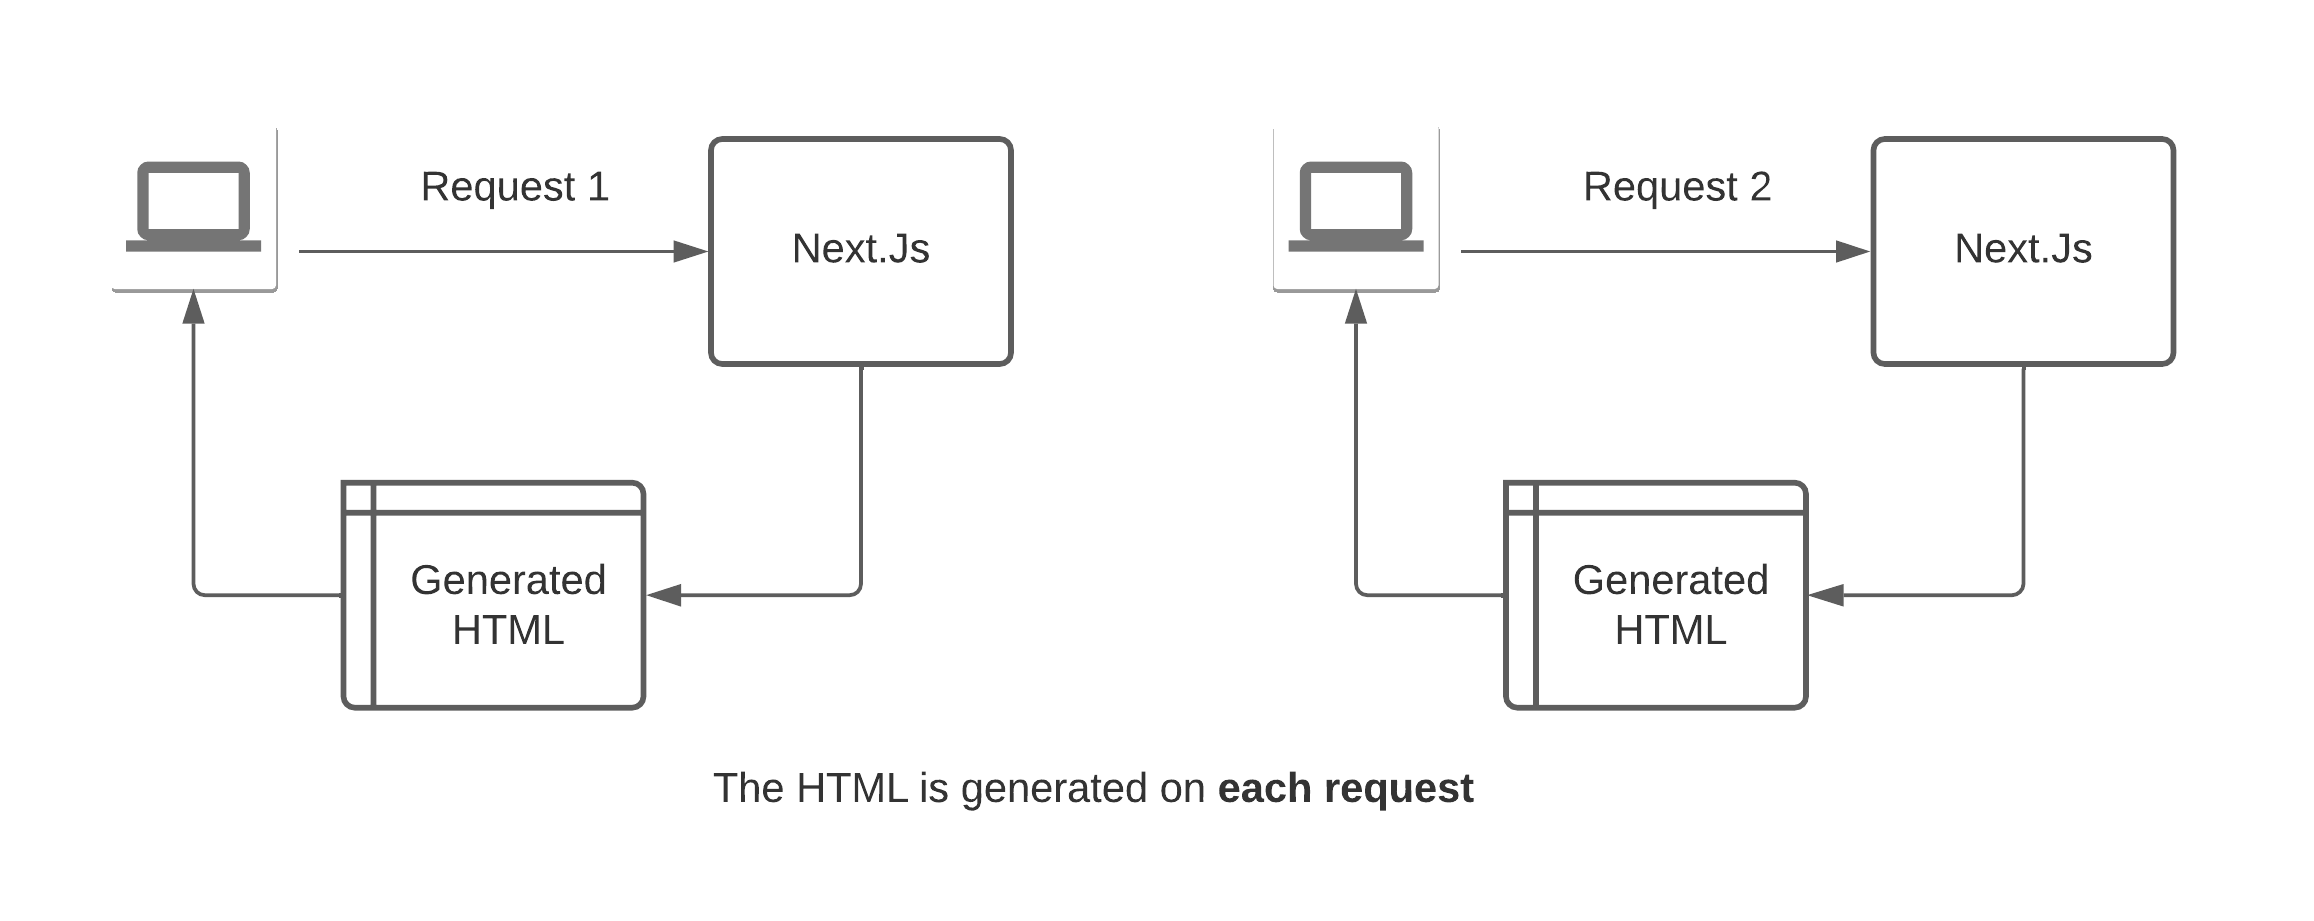 Request 1
Next.Js
Generated
HTML
Request 2
Next.Js
Generated
HTML
The HTML is generated on each request